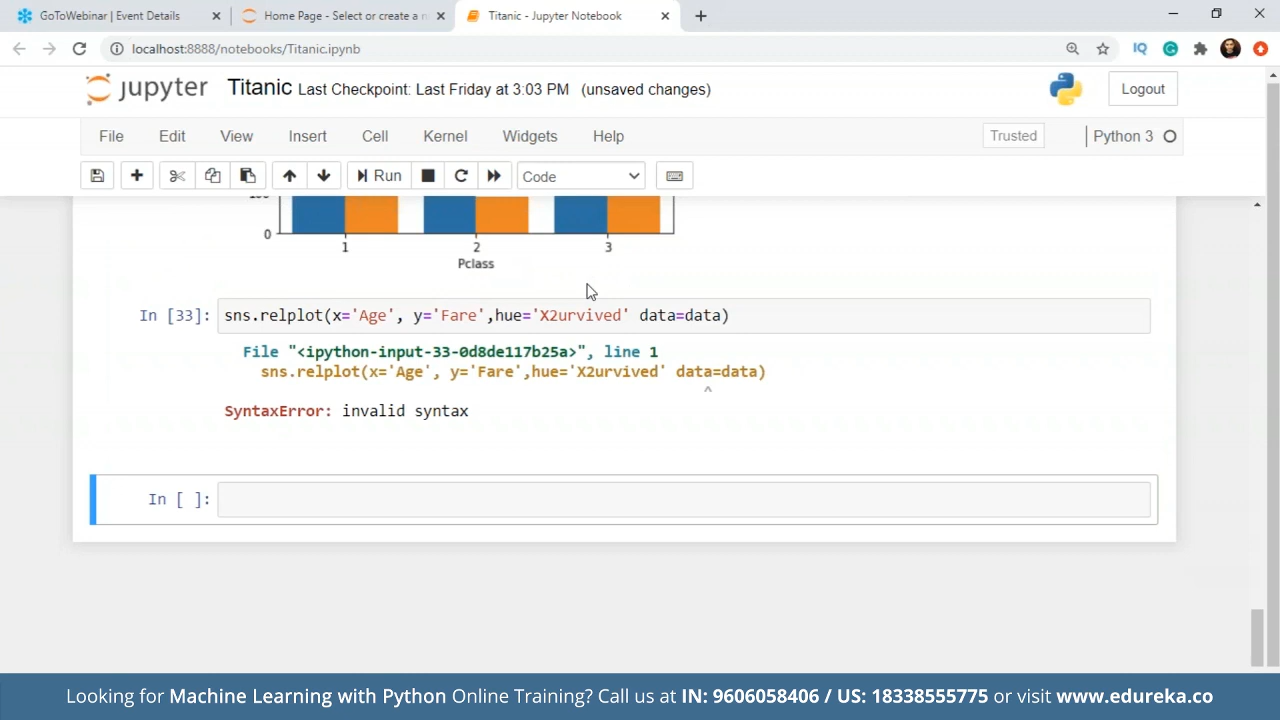 GoToWebinar | Event Details
Home Page - Select or create a n
Titanic - Jupyter Notebook
localhost:8888/notebooks/Titanic.ipynb
IQ
jupyter Titanic Last Checkpoint: Last Friday at 3:03 PM (unsaved changes)
Logout
File Edit View Insert Cell Kernel Widgets Help
Trusted
Python 3
Run
Code
0
1 2 3
Pclass
In [33]: sns.relplot(x='Age', y='Fare',hue='X2urvived' data=data)
File "<ipython-input-33-0d8de117b25a>", line 1
sns.relplot(x='Age', y='Fare',hue='X2urvived' data=data)
^
SyntaxError: invalid syntax
In [ ]:
Looking for Machine Learning with Python Online Training? Call us at IN: 9606058406 / US: 18338555775 or visit www.edureka.co